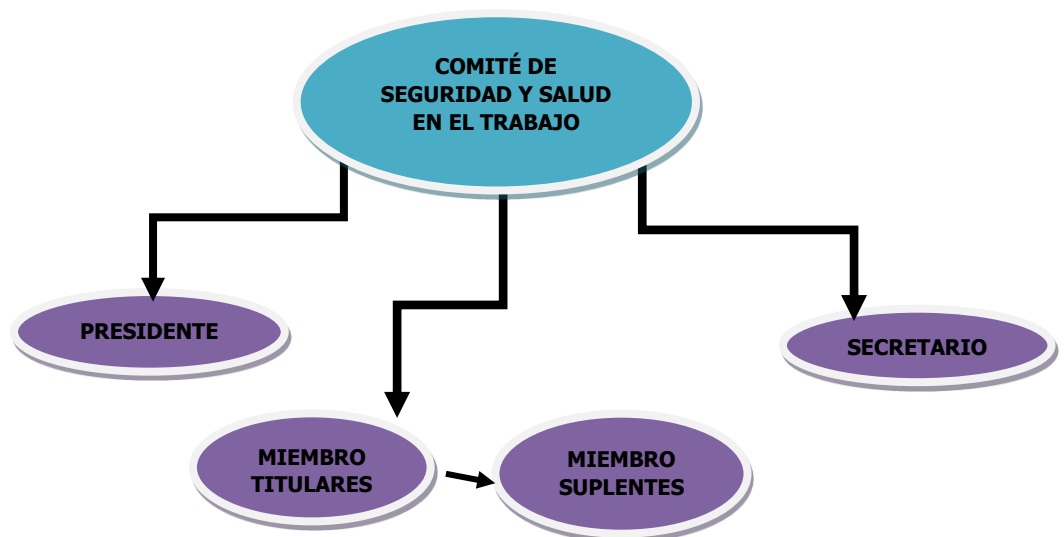 COMITÉ DE
SEGURIDAD Y SALUD
EN EL TRABAJO
PRESIDENTE
SECRETARIO
MIEMBRO
TITULARES
MIEMBRO
SUPLENTES